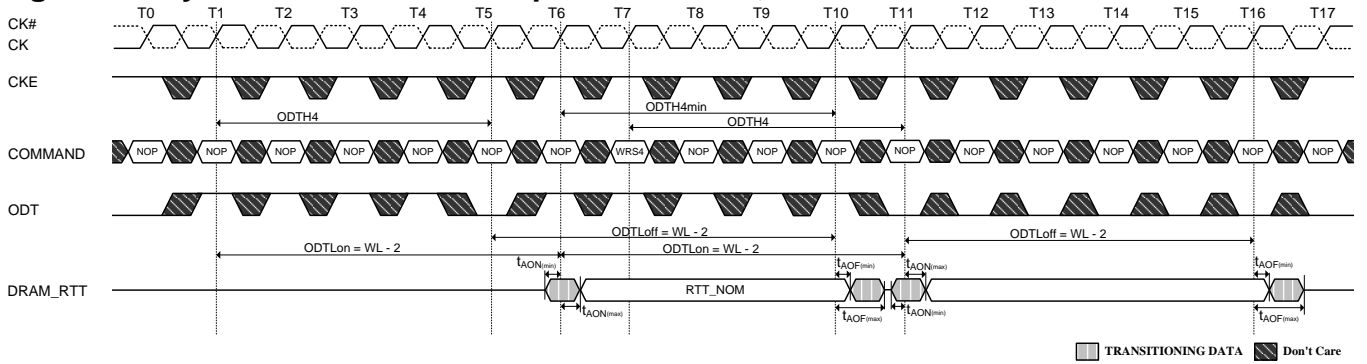 T0 T1 T2 T3 T4 T5 T6 T7 T8 T9 T10 T11 T12 T13 T14 T15 T16 T17
CK#
CK
CKE
ODTH4min
ODTH4 ODTH4
COMMAND NOP NOP NOP NOP NOP NOP NOP WRS4 NOP NOP NOP NOP NOP NOP NOP NOP NOP NOP
ODT
ODTLoff = WL - 2 ODTLoff = WL - 2
ODTLon = WL - 2 ODTLon = WL - 2
tAON(min) tAOF(min) tAON(max) tAOF(min)
DRAM_RTT RTT_NOM
tAON(max) tAOF(max) tAON(min) tAOF(max)
TRANSITIONING DATA Don't Care